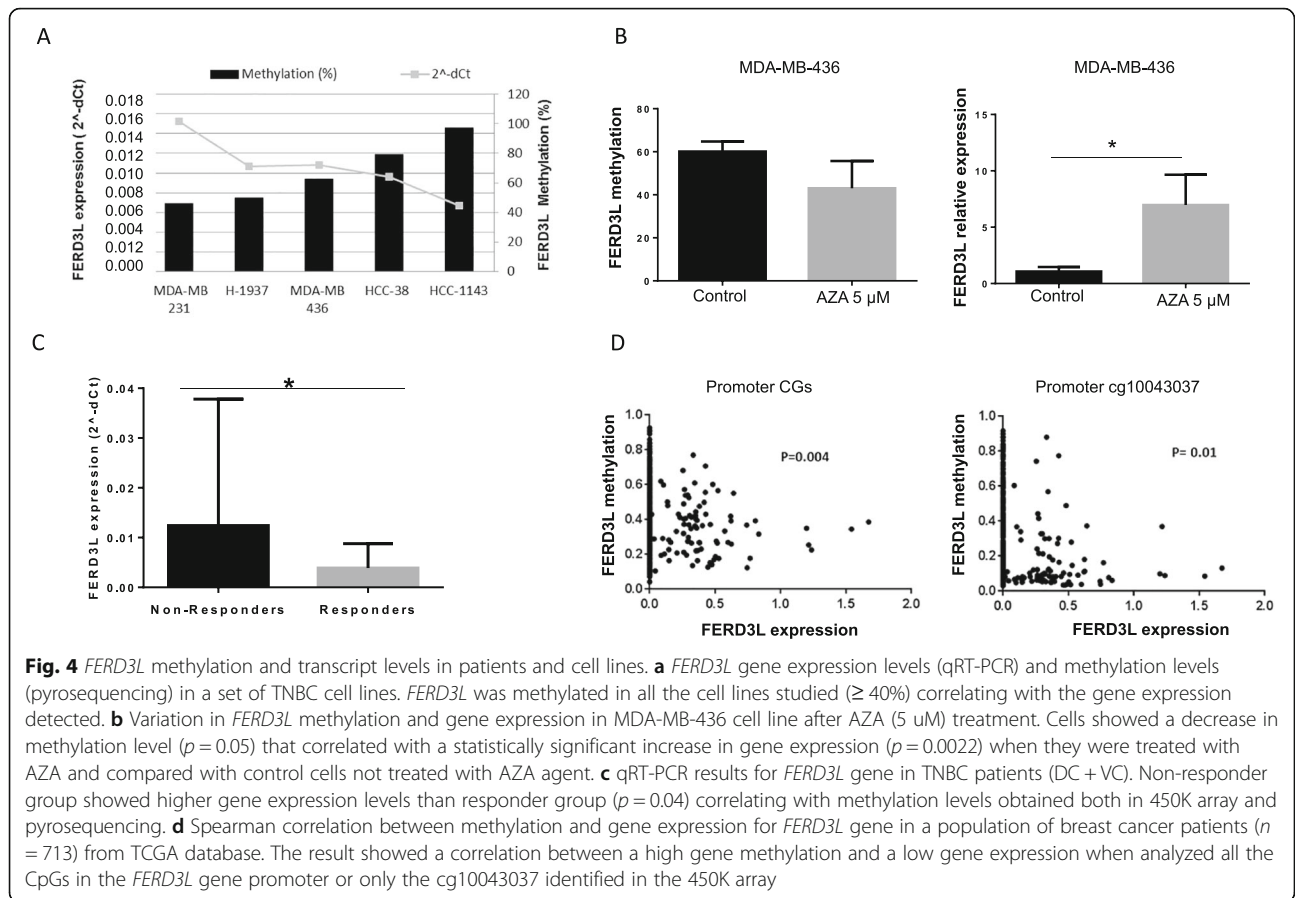 A
Methylation (%) 2^-dCt
FERD3L expression ( 2^-dCt)
0.018
0.016
0.014
0.012
0.010
0.008
0.006
0.004
0.002
0.000
120
100
80
60
40
20
0
FERD3L Methylation (%)
MDA-MB 231
H-1937
MDA-MB 436
HCC-38
HCC-1143
B
MDA-MB-436
FERD3L methylation
80
60
40
20
0
Control
AZA 5 µM
MDA-MB-436
FERD3L relative expression
15
10
5
0
*
Control
AZA 5 µM
C
FERD3L expression (2^-dCt)
0.04
0.03
0.02
0.01
0.00
*
Non-Responders
Responders
D
Promoter CGs
FERD3L methylation
1.0
0.8
0.6
0.4
0.2
0.0
P=0.004
0.0 0.5 1.0 1.5 2.0
FERD3L expression
Promoter cg10043037
FERD3L methylation
1.0
0.8
0.6
0.4
0.2
0.0
P= 0.01
0.0 0.5 1.0 1.5 2.0
FERD3L expression
Fig. 4 FERD3L methylation and transcript levels in patients and cell lines. a FERD3L gene expression levels (qRT-PCR) and methylation levels
(pyrosequencing) in a set of TNBC cell lines. FERD3L was methylated in all the cell lines studied (≥ 40%) correlating with the gene expression
detected. b Variation in FERD3L methylation and gene expression in MDA-MB-436 cell line after AZA (5 uM) treatment. Cells showed a decrease in
methylation level (p = 0.05) that correlated with a statistically significant increase in gene expression (p = 0.0022) when they were treated with
AZA and compared with control cells not treated with AZA agent. c qRT-PCR results for FERD3L gene in TNBC patients (DC + VC). Non-responder
group showed higher gene expression levels than responder group (p = 0.04) correlating with methylation levels obtained both in 450K array and
pyrosequencing. d Spearman correlation between methylation and gene expression for FERD3L gene in a population of breast cancer patients (n
= 713) from TCGA database. The result showed a correlation between a high gene methylation and a low gene expression when analyzed all the
CpGs in the FERD3L gene promoter or only the cg10043037 identified in the 450K array